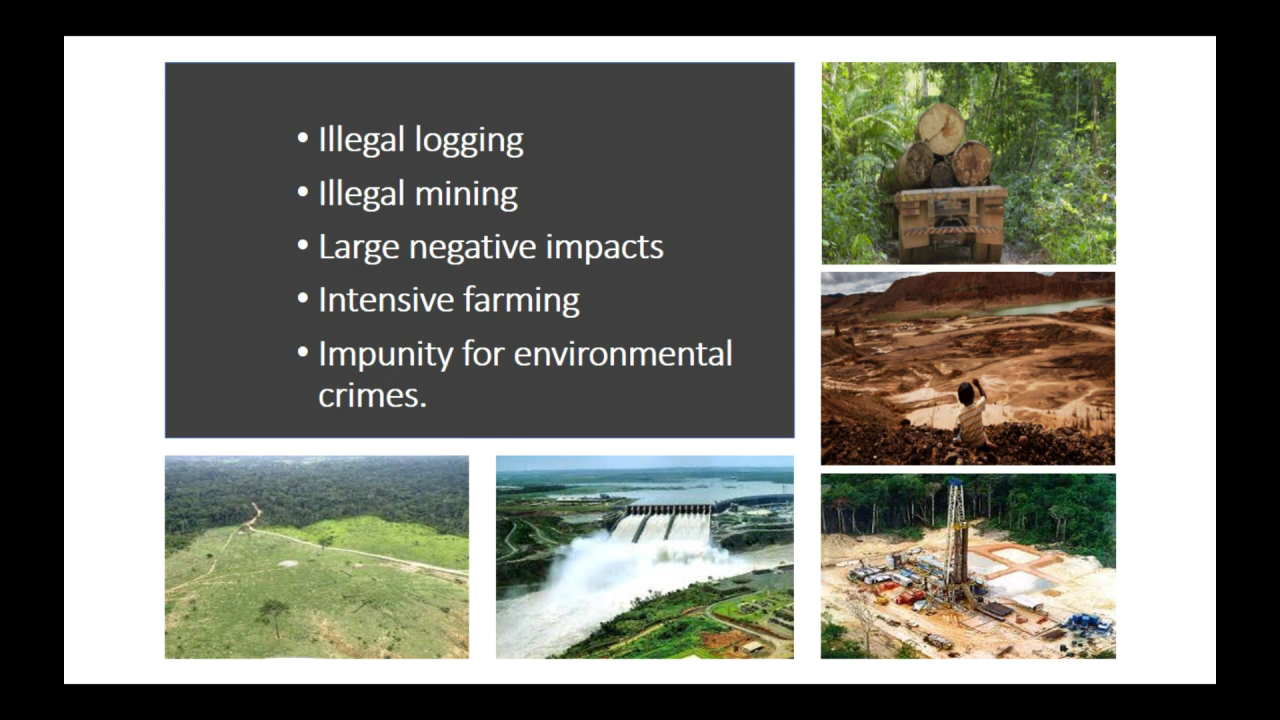 • Illegal logging
• Illegal mining
• Large negative impacts
• Intensive farming
• Impunity for environmental
crimes.